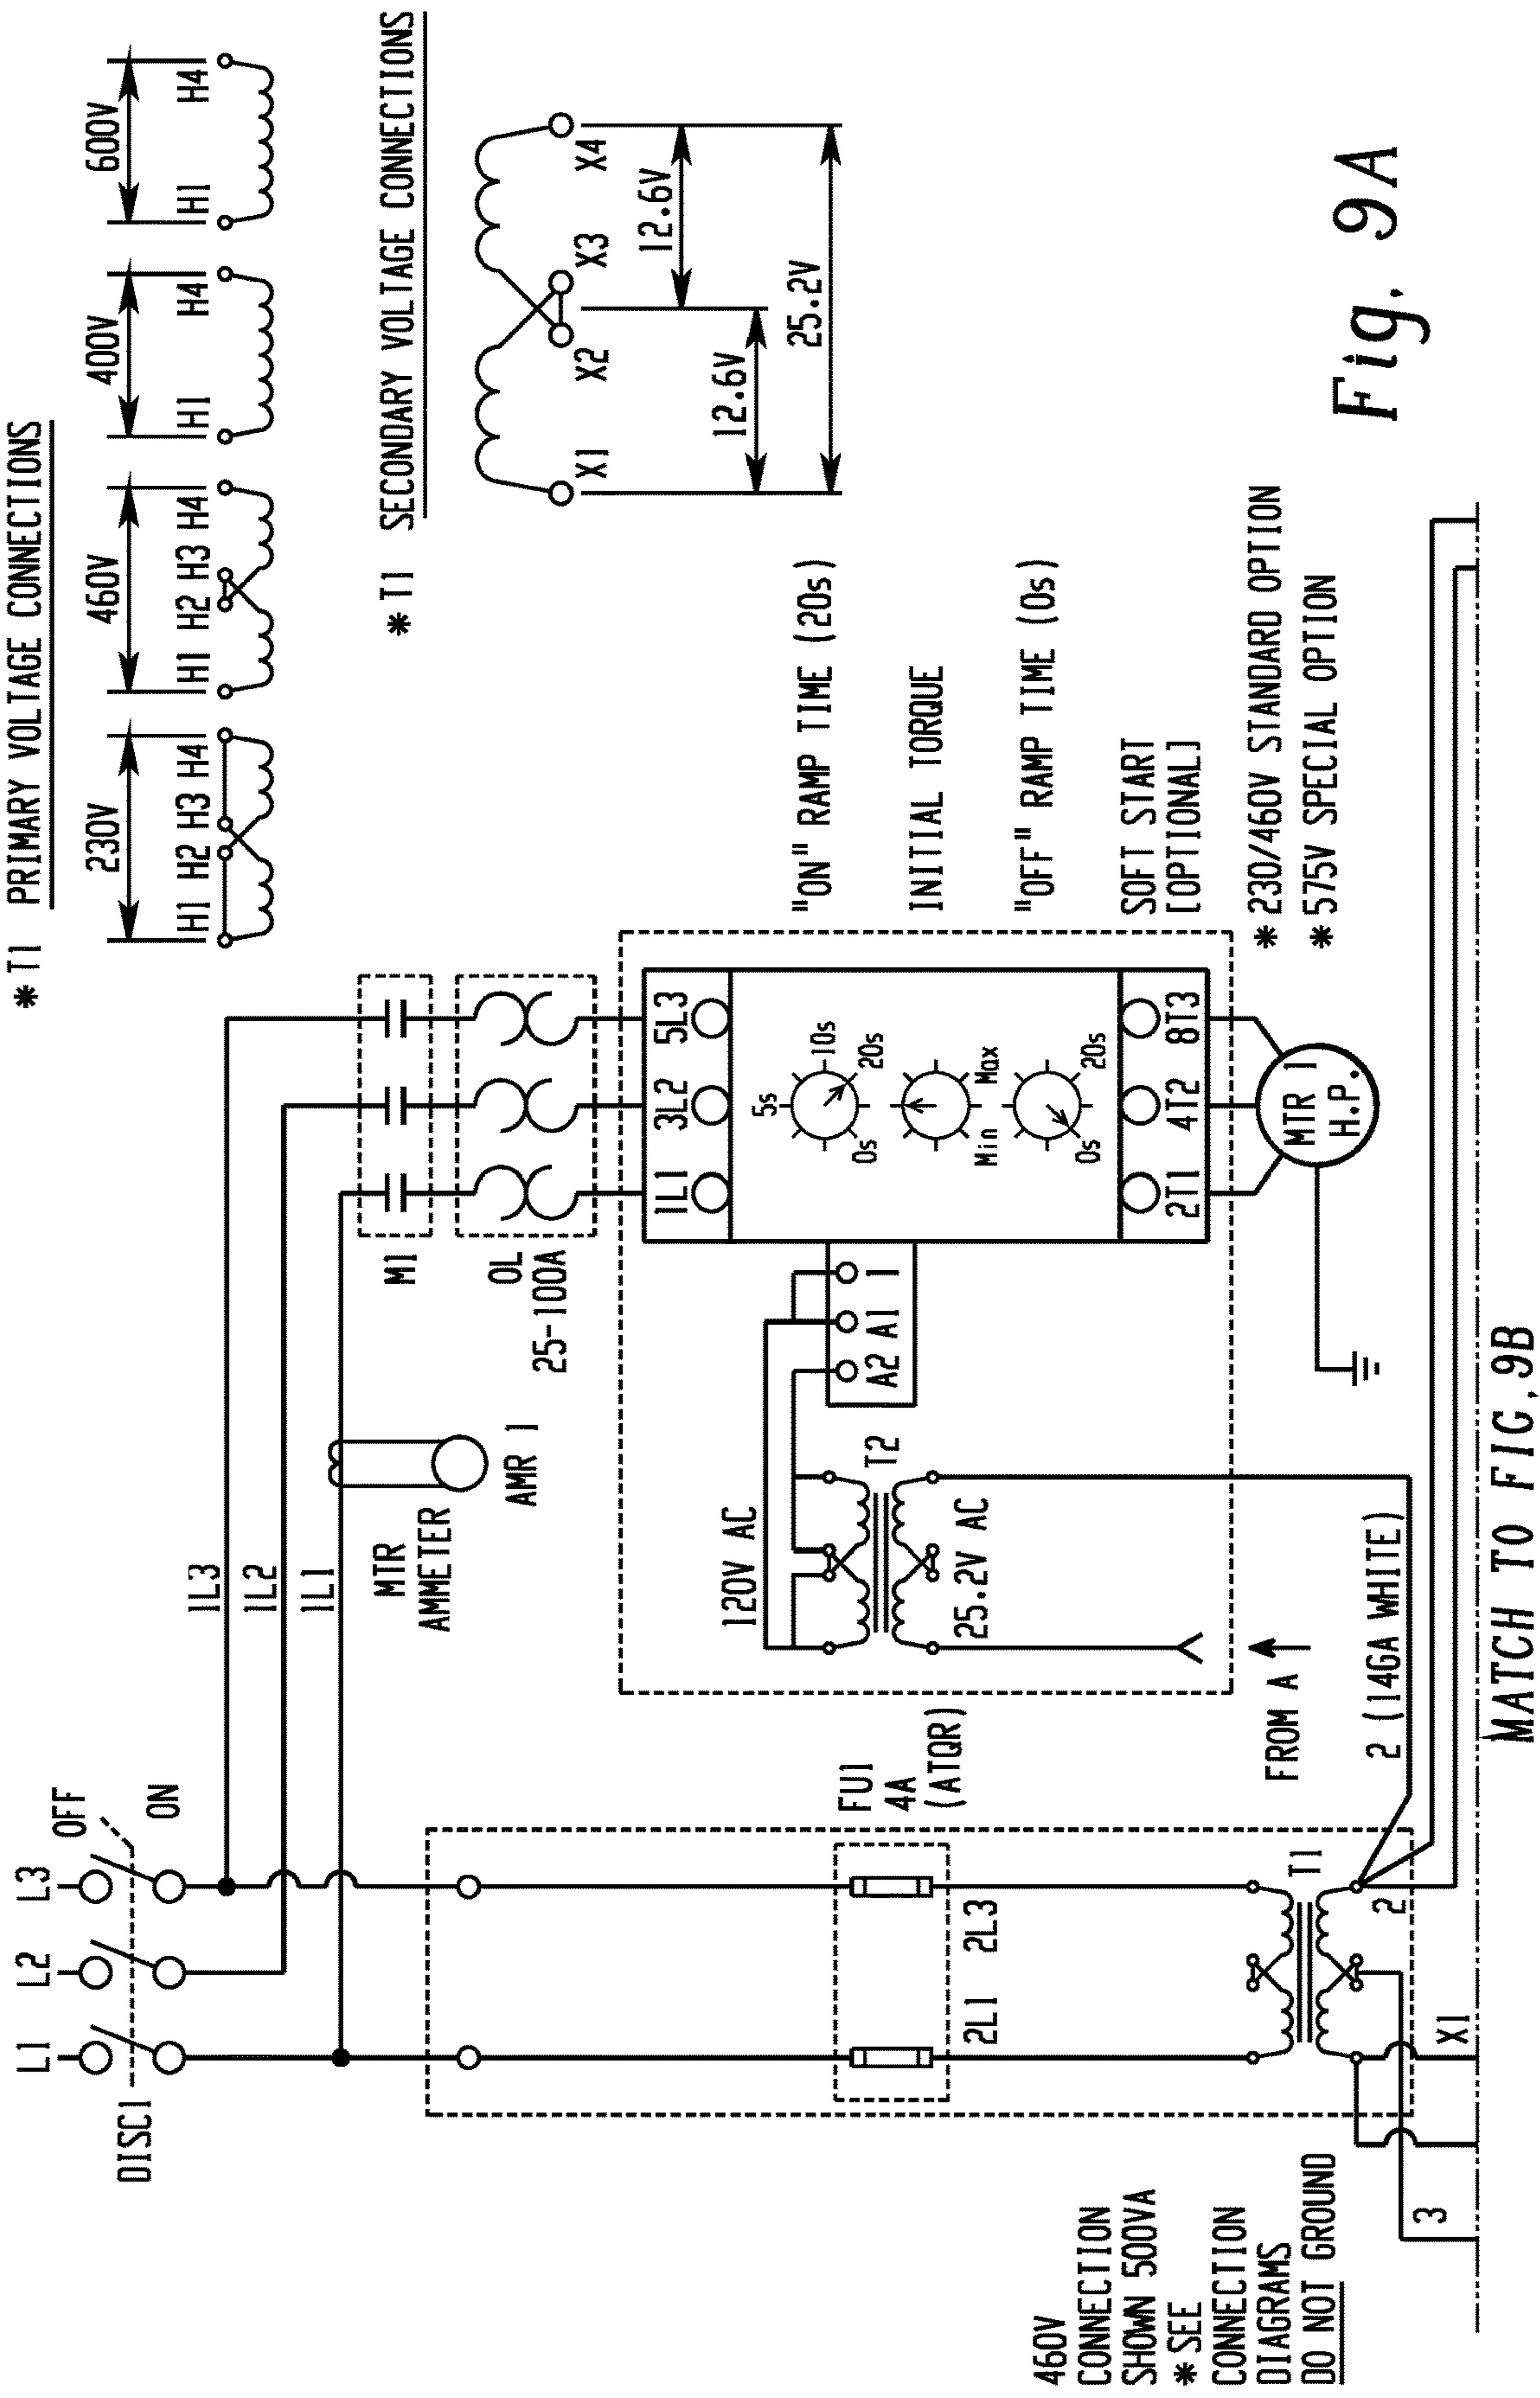 * T1 PRIMARY VOLTAGE CONNECTIONS
230V
460V
400V
600V
H1 H2 H3 H4
H1 H2 H3 H4
H1
H4
H1
H4
* T1 SECONDARY VOLTAGE CONNECTIONS
X1
X2
X3
X4
12.6V
12.6V
25.2V
L1
L2
L3
OFF
ON
DISC1
1L3
1L2
1L1
MTR
AMMETER
AMR 1
M1
OL
25-100A
1L1
3L2
5L3
5s
10s
0s
20s
Min
Max
0s
20s
"ON" RAMP TIME (20s)
INITIAL TORQUE
"OFF" RAMP TIME (0s)
A2 A1 1
120V AC
T2
25.2V AC
2T1
4T2
8T3
SOFT START
[OPTIONAL]
* 230/460V STANDARD OPTION
* 575V SPECIAL OPTION
MTR 1
H.P.
FU1
4A
(ATQR)
2L1
2L3
FROM A
2 (14GA WHITE)
T1
2
X1
3
460V
CONNECTION
SHOWN 500VA
* SEE
CONNECTION
DIAGRAMS
DO NOT GROUND
MATCH TO FIG. 9B
Fig. 9A